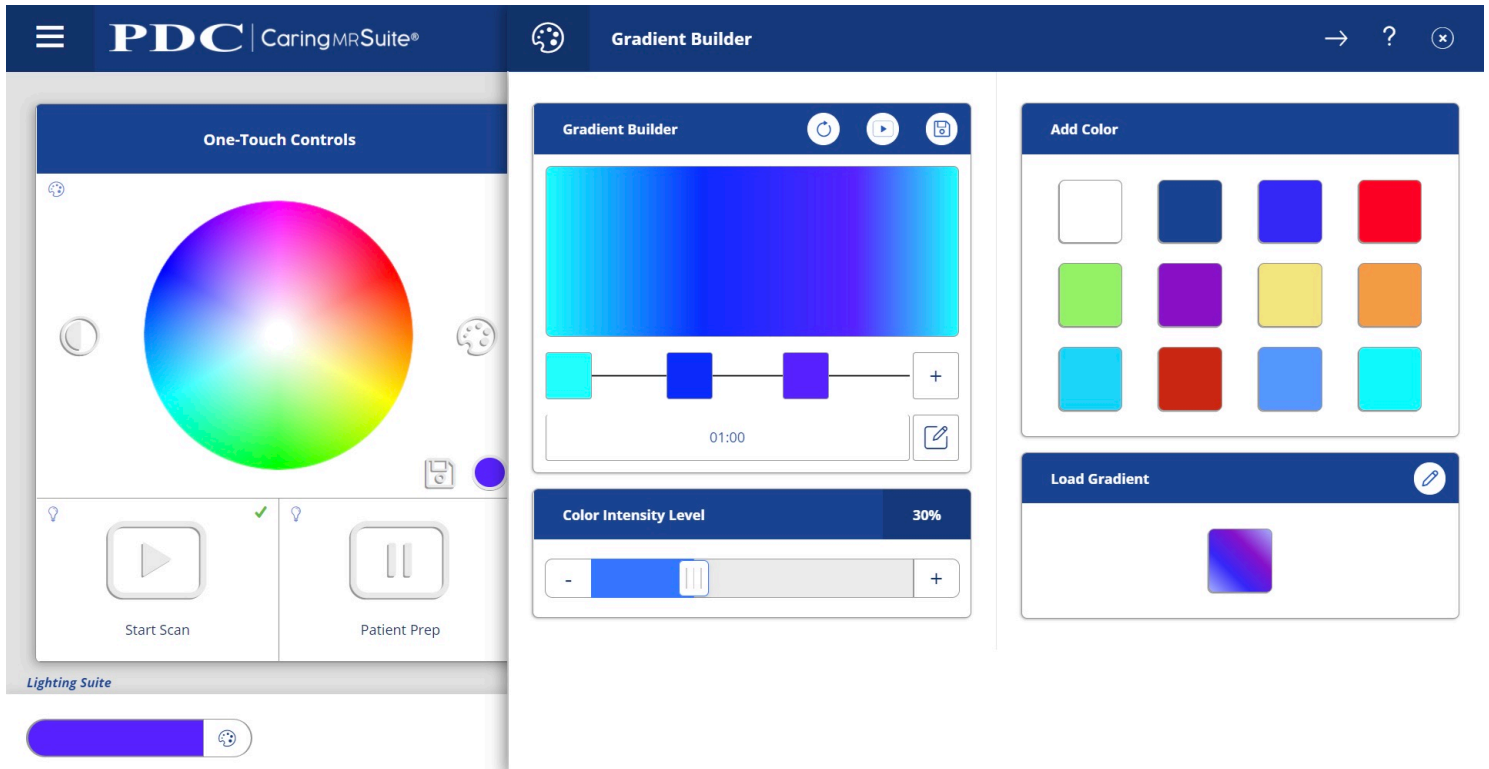 PDC | CaringMRSuite®
Gradient Builder
?
One-Touch Controls
Start Scan
Patient Prep
Lighting Suite
Gradient Builder
+
01:00
Color Intensity Level
30%
-
+
Add Color
Load Gradient